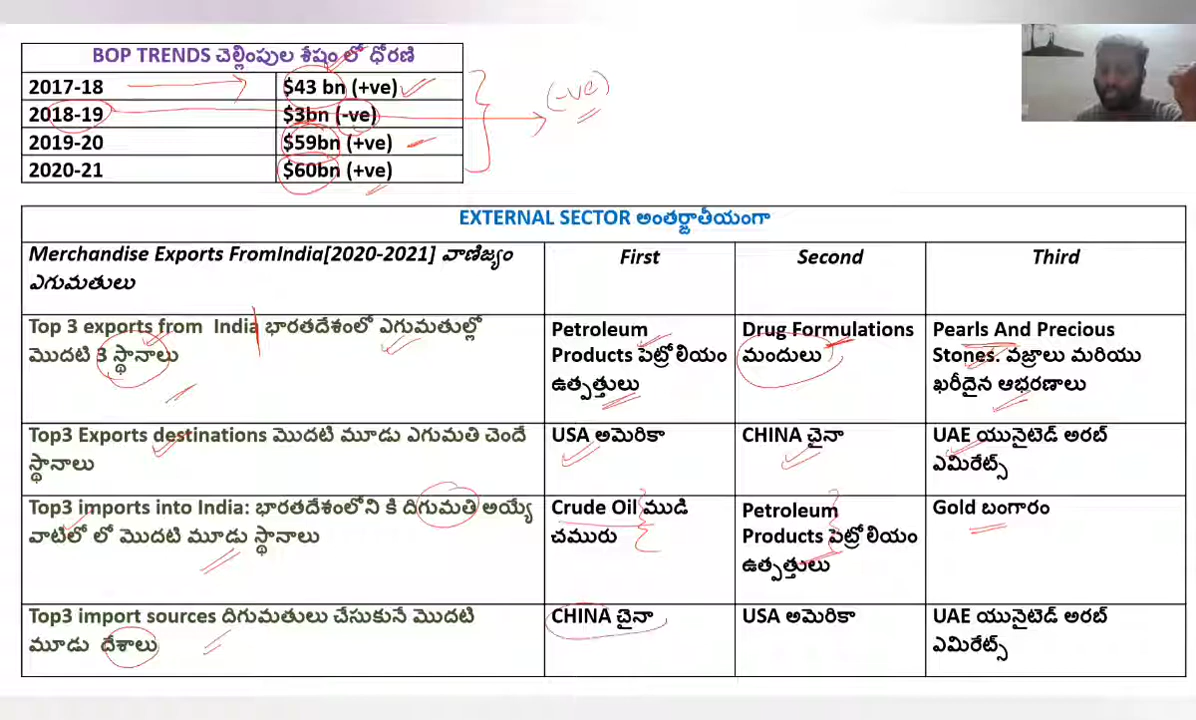 BOP TRENDS చెల్లింపుల శేషం లో ధోరణి
2017-18 $43 bn (+ve)
2018-19 $3bn (-ve) (-ve)
2019-20 $59bn (+ve)
2020-21 $60bn (+ve)
EXTERNAL SECTOR అంతర్జాతీయంగా
Merchandise Exports FromIndia[2020-2021] వాణిజ్యం
ఎగుమతులు
First
Second
Third
Top 3 exports from India భారతదేశంలో ఎగుమతుల్లో
మొదటి 3 స్థానాలు
Petroleum
Products పెట్రోలియం
ఉత్పత్తులు
Drug Formulations
మందులు
Pearls And Precious
Stones. వజ్రాలు మరియు
ఖరీదైన ఆభరణాలు
Top3 Exports destinations మొదటి మూడు ఎగుమతి చెందే
స్థానాలు
USA అమెరికా
CHINA చైనా
UAE యునైటెడ్ అరబ్
ఎమిరేట్స్
Top3 imports into India: భారతదేశంలోని కి దిగుమతి అయ్యే
వాటిలో లో మొదటి మూడు స్థానాలు
Crude Oil ముడి
చమురు
Petroleum
Products పెట్రోలియం
ఉత్పత్తులు
Gold బంగారం
Top3 import sources దిగుమతులు చేసుకునే మొదటి
మూడు దేశాలు
CHINA చైనా
USA అమెరికా
UAE యునైటెడ్ అరబ్
ఎమిరేట్స్